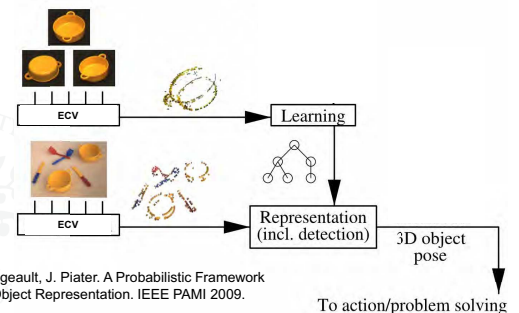 ECV
Learning
ECV
Representation
(incl. detection)
3D object
pose
geault, J. Piater. A Probabilistic Framework
Object Representation. IEEE PAMI 2009.
To action/problem solving